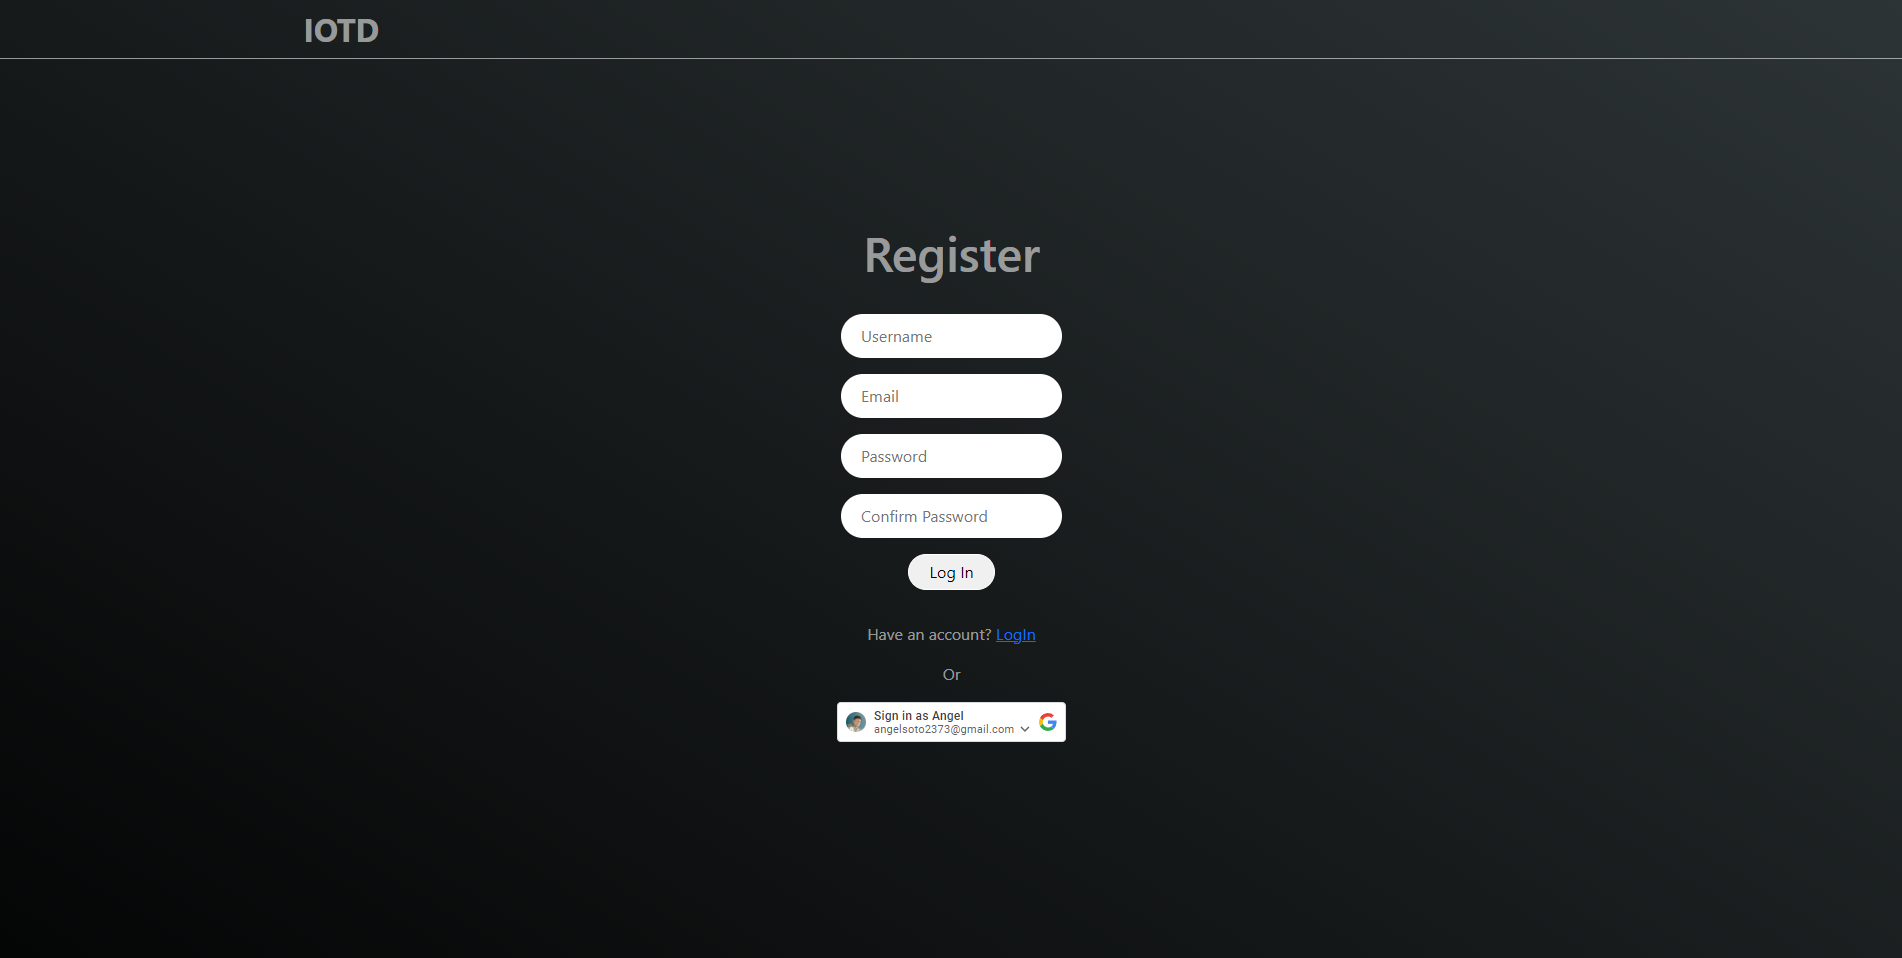 IOTD
Register
Username
Email
Password
Confirm Password
Log In
Have an account? LogIn
Or
Sign in as Angel
angelsoto2373@gmail.com